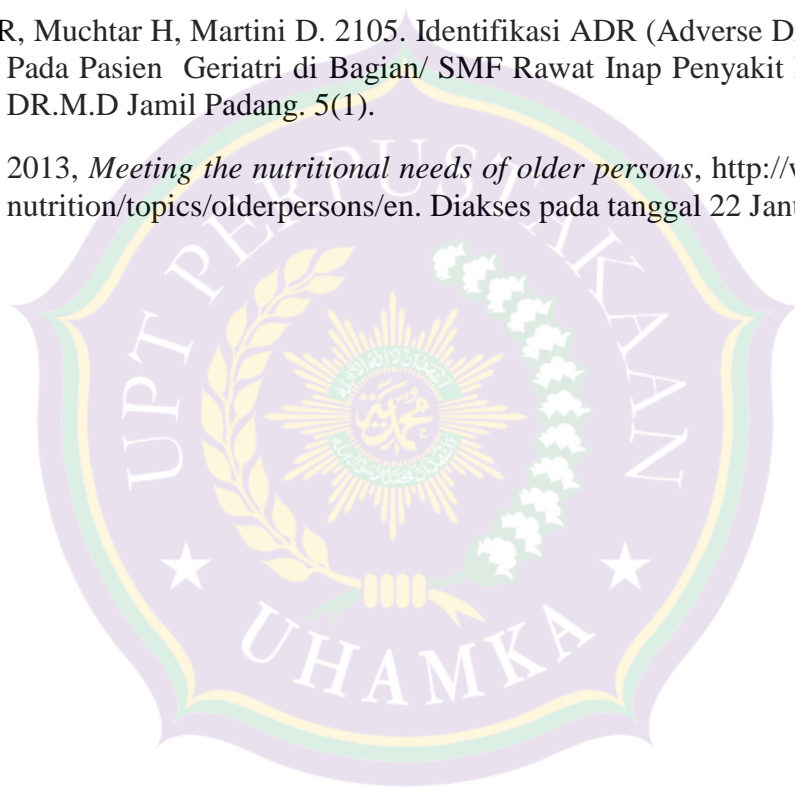 R, Muchtar H, Martini D. 2105. Identifikasi ADR (Adverse D
Pada Pasien Geriatri di Bagian/ SMF Rawat Inap Penyakit
DR.M.D Jamil Padang. 5(1).
2013, Meeting the nutritional needs of older persons, http://
nutrition/topics/olderpersons/en. Diakses pada tanggal 22 Jan
UPT PERPUSTAKAAN
UHAMKA